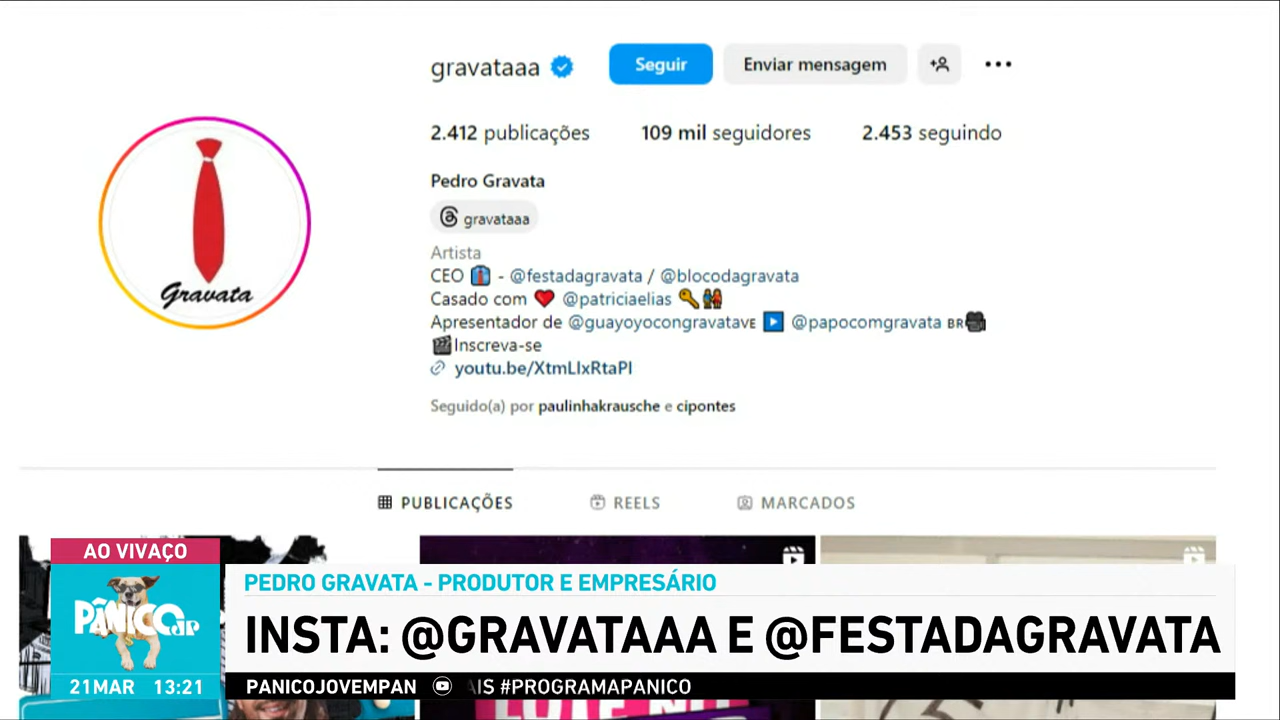 gravataaa
Seguir
Enviar mensagem
2.412 publicações
109 mil seguidores
2.453 seguindo
Pedro Gravata
gravataaa
Gravata
Artista
CEO - @festadagravata / @blocodagravata
Casado com @patriciaelias
Apresentador de @guayoyocongravataVE @papocomgravata BR
Inscreva-se
youtu.be/XtmLlxRtaPI
Seguido(a) por paulinhakrausche e cipontes
PUBLICAÇÕES
REELS
MARCADOS
AO VIVAÇO
PÂNICO JP
21MAR 13:21
PEDRO GRAVATA - PRODUTOR E EMPRESÁRIO
INSTA: @GRAVATAAA E @FESTADAGRAVATA
PANICOJOVEMPAN AIS #PROGRAMAPANICO